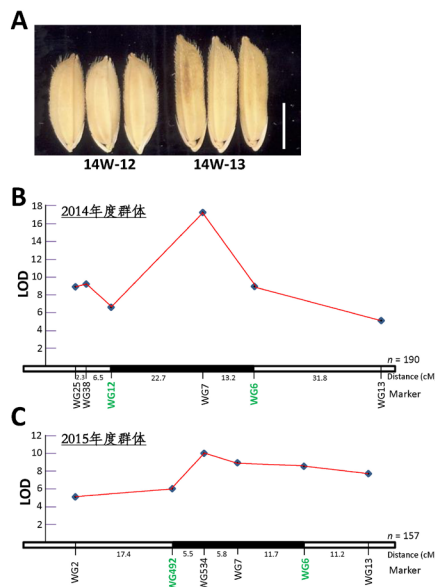 A
14W-12 14W-13
B
2014年度群体
LOD
18
16
14
12
10
8
6
4
2
n = 190
2.3 6.5 22.7 13.2 31.8 Distance (cM
WG25 WG38 WG12 WG7 WG6 WG13 Marker
C
2015年度群体
LOD
12
10
8
6
4
2
n = 157
17.4 5.5 5.8 11.7 11.2 Distance (cM
WG2 WG492 WG534 WG7 WG6 WG13 Marker